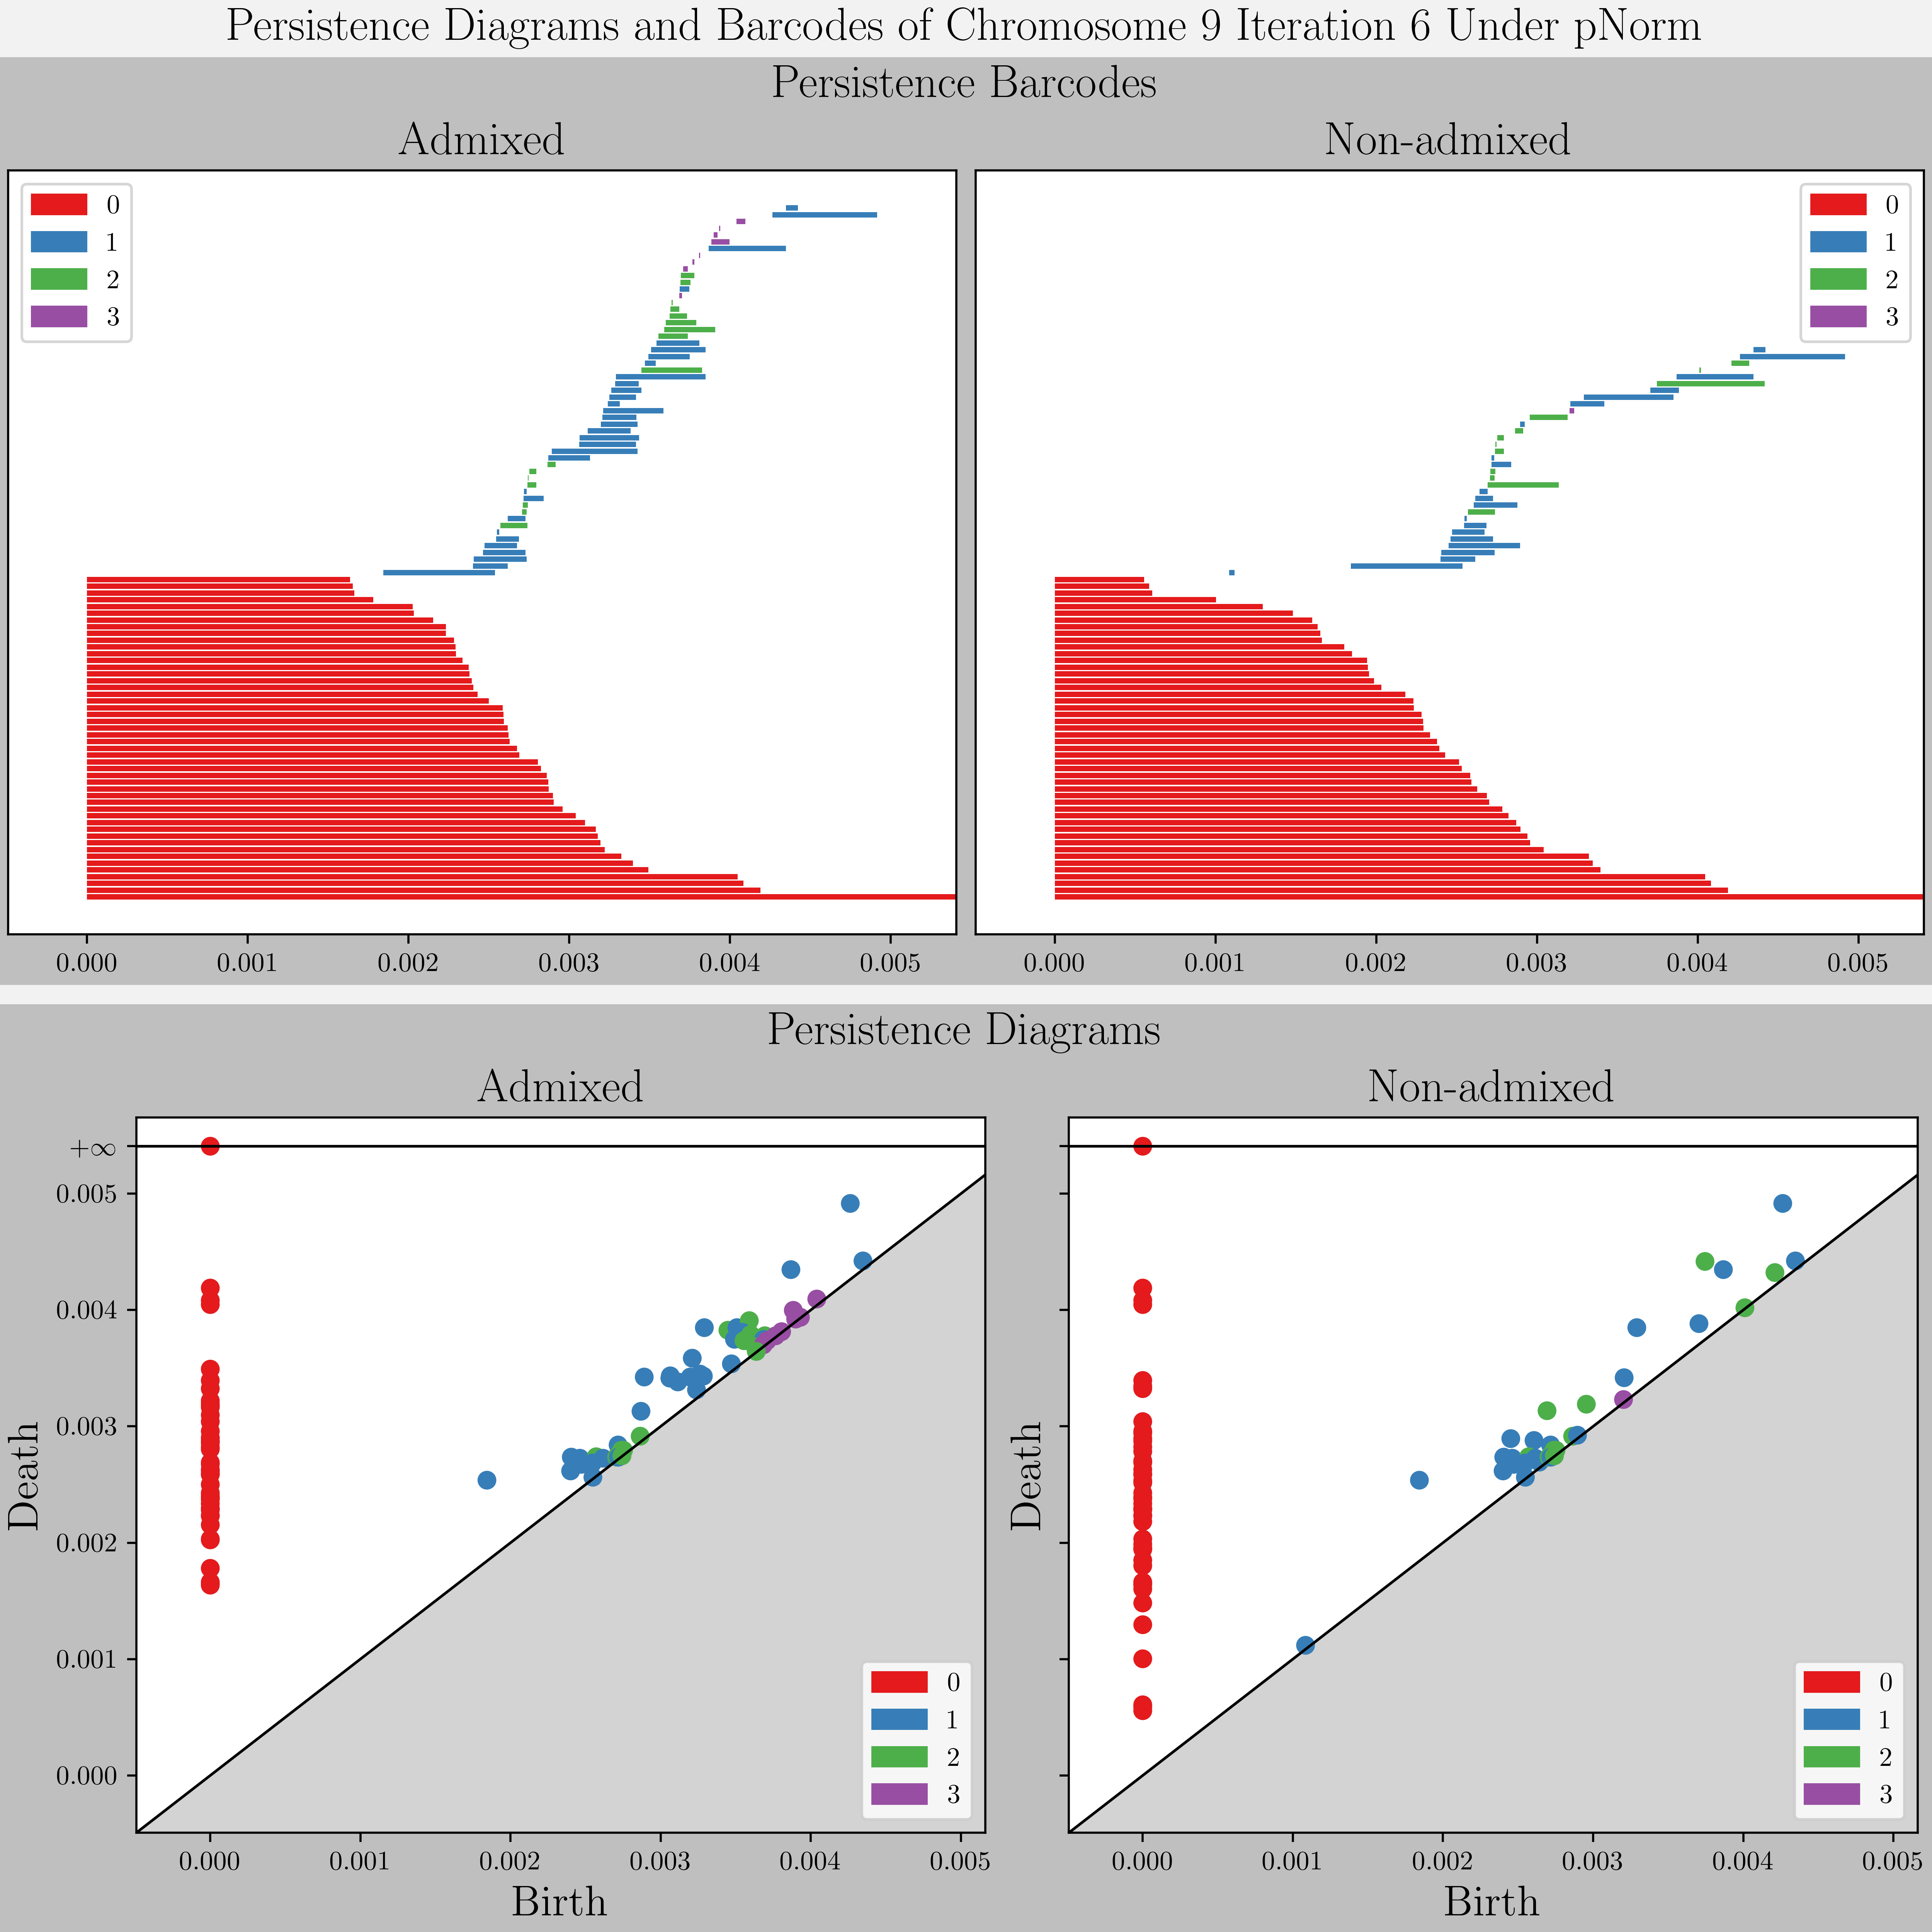 Persistence Diagrams and Barcodes of Chromosome 9 Iteration 6 Under pNorm
Persistence Barcodes
Admixed
Non-admixed
0
1
2
3
0
1
2
3
0.000 0.001 0.002 0.003 0.004 0.005
0.000 0.001 0.002 0.003 0.004 0.005
Persistence Diagrams
Admixed
Non-admixed
+∞
0.005
0.004
0.003
0.002
0.001
0.000
Death
Death
0
1
2
3
0
1
2
3
0.000 0.001 0.002 0.003 0.004 0.005
0.000 0.001 0.002 0.003 0.004 0.005
Birth
Birth